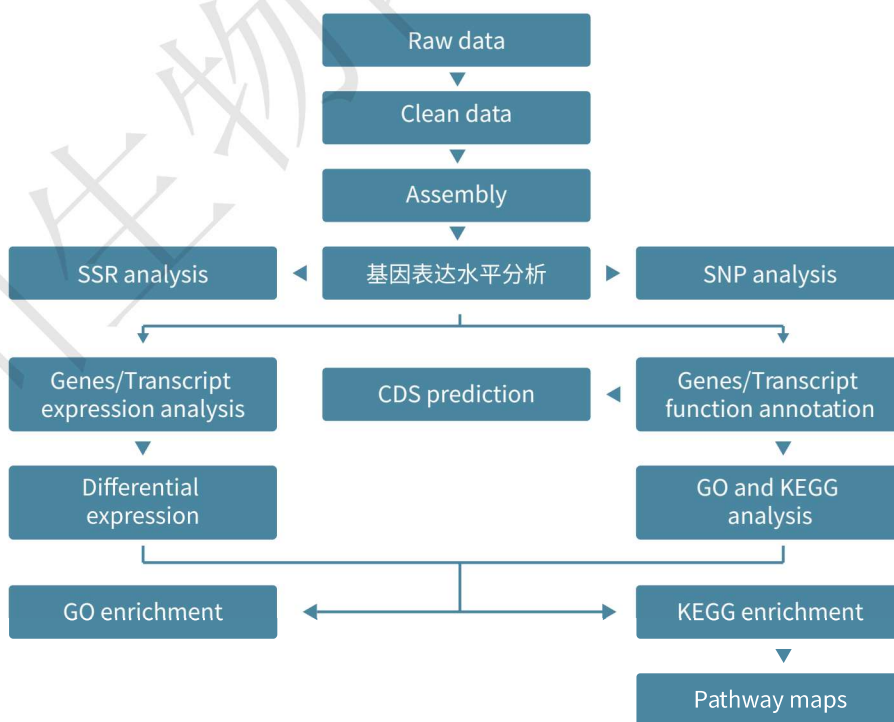 Raw data
Clean data
Assembly
SSR analysis
基因表达水平分析
SNP analysis
Genes/Transcript
expression analysis
CDS prediction
Genes/Transcript
function annotation
Differential
expression
GO and KEGG
analysis
GO enrichment
KEGG enrichment
Pathway maps
生物